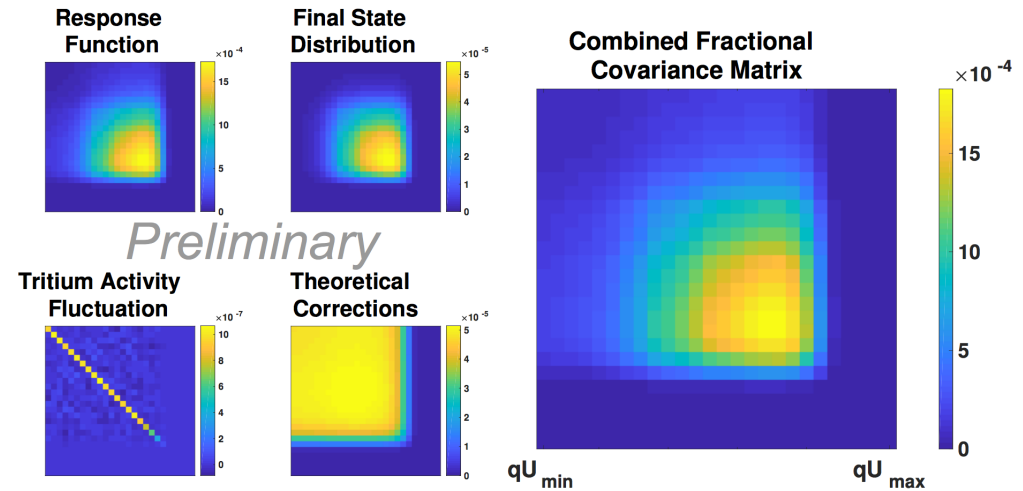 Response
Function
×10 -4
15
10
5
0
Final State
Distribution
×10 -5
5
4
3
2
1
0
Preliminary
Tritium Activity
Fluctuation
×10 -7
10
8
6
4
2
0
Theoretical
Corrections
×10 -5
5
4
3
2
1
0
Combined Fractional
Covariance Matrix
×10 -4
15
10
5
0
qU min
qU max